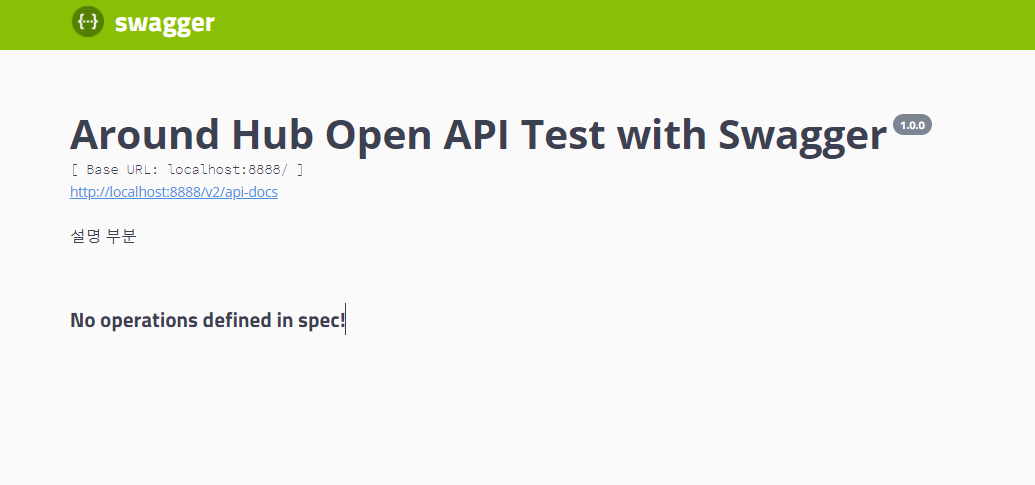 {···} swagger
Around Hub Open API Test with Swagger 1.0.0
[ Base URL: localhost:8888/ ]
http://localhost:8888/v2/api-docs
설명 부분
No operations defined in spec!